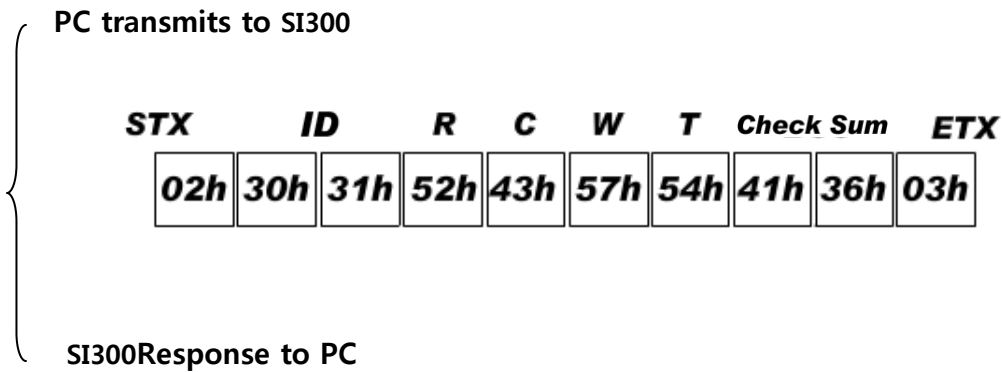 PC transmits to SI300
STX ID R C W T Check Sum ETX
02h 30h 31h 52h 43h 57h 54h 41h 36h 03h
SI300Response to PC